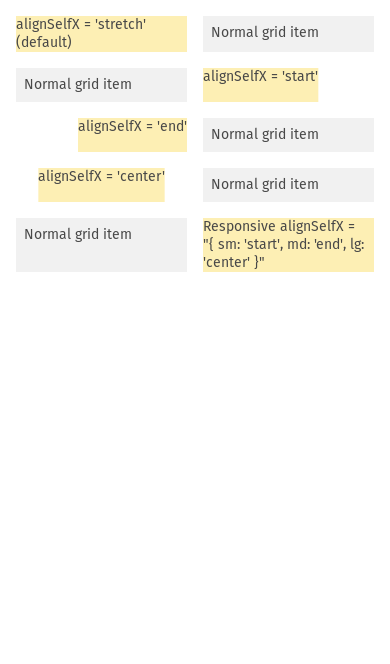 alignSelfX = 'stretch'
(default)
Normal grid item
Normal grid item
alignSelfX = 'start'
alignSelfX = 'end'
Normal grid item
alignSelfX = 'center'
Normal grid item
Normal grid item
Responsive alignSelfX =
"{ sm: 'start', md: 'end', lg:
'center' }"